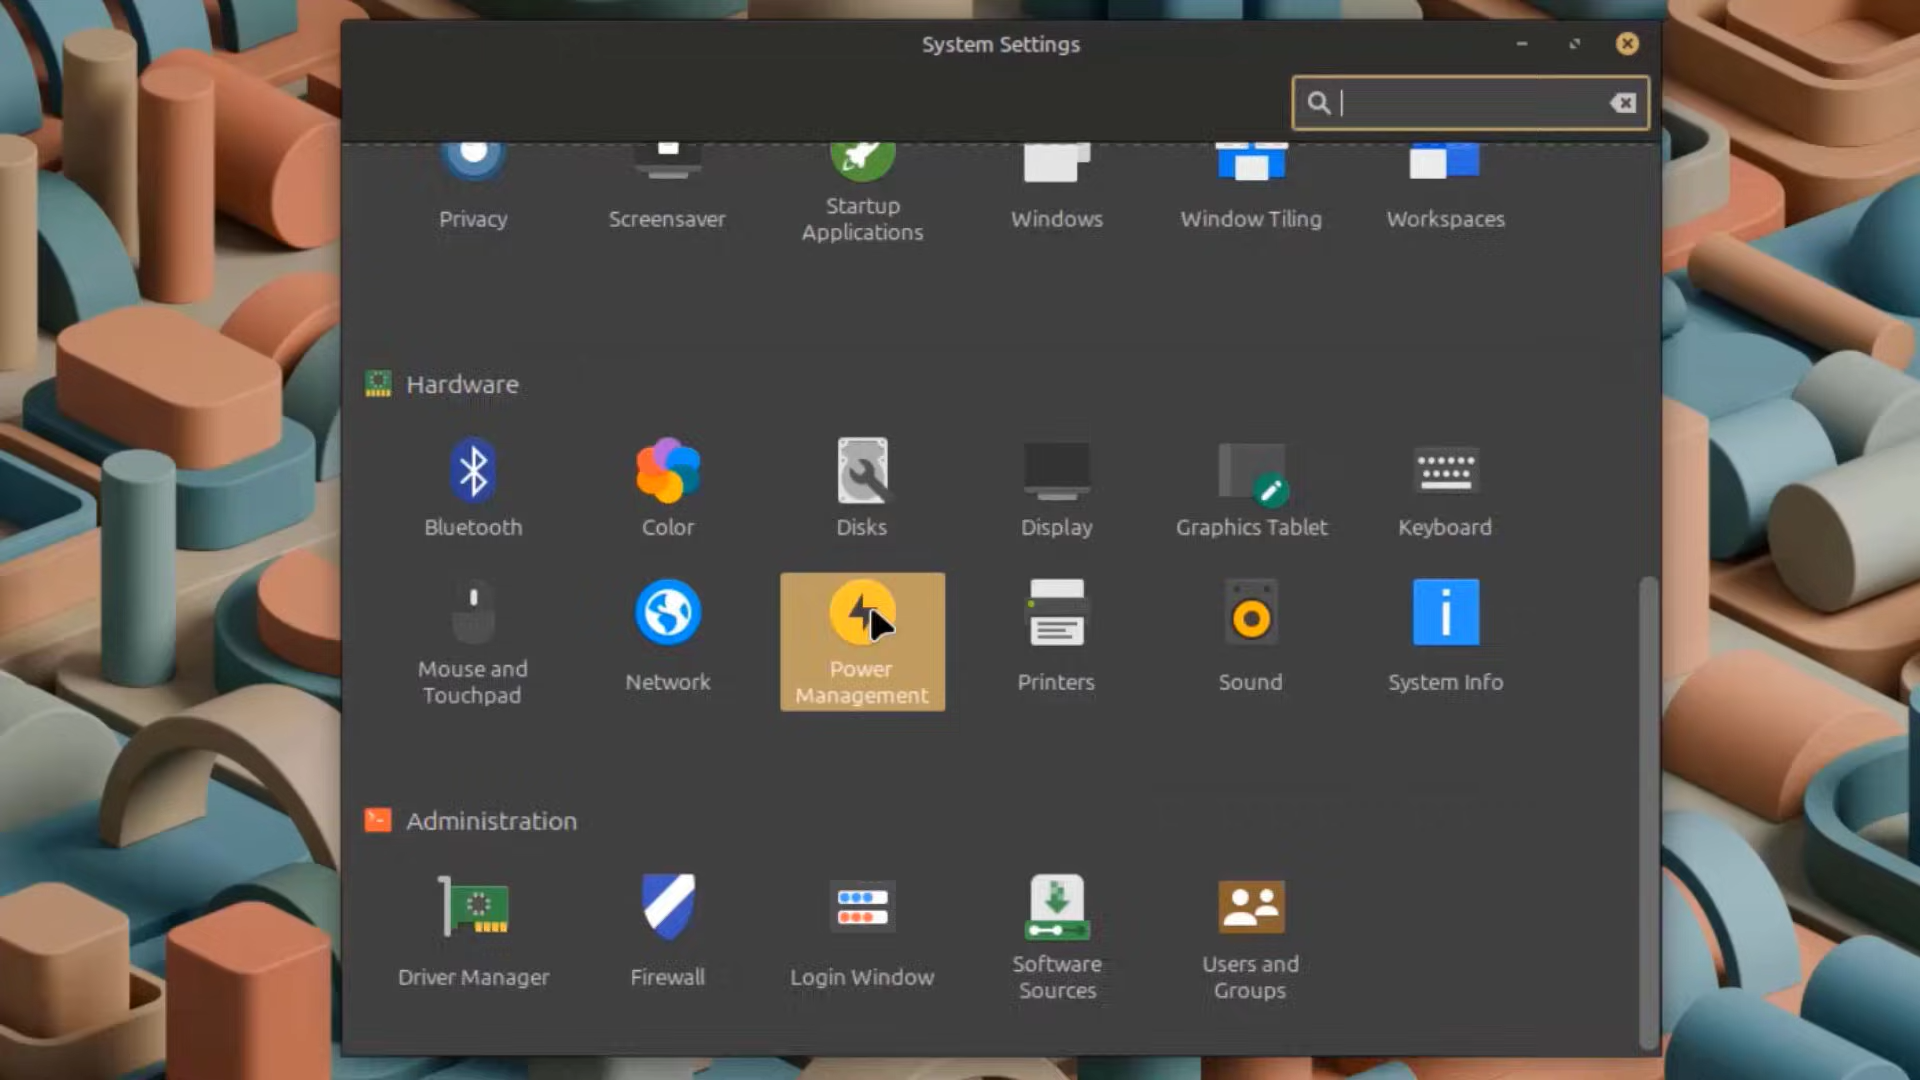 System Settings
Privacy
Screensaver
Startup
Applications
Windows
Window Tiling
Workspaces
Hardware
Bluetooth
Color
Disks
Display
Graphics Tablet
Keyboard
Mouse and
Touchpad
Network
Power
Management
Printers
Sound
System Info
Administration
Driver Manager
Firewall
Login Window
Software
Sources
Users and
Groups